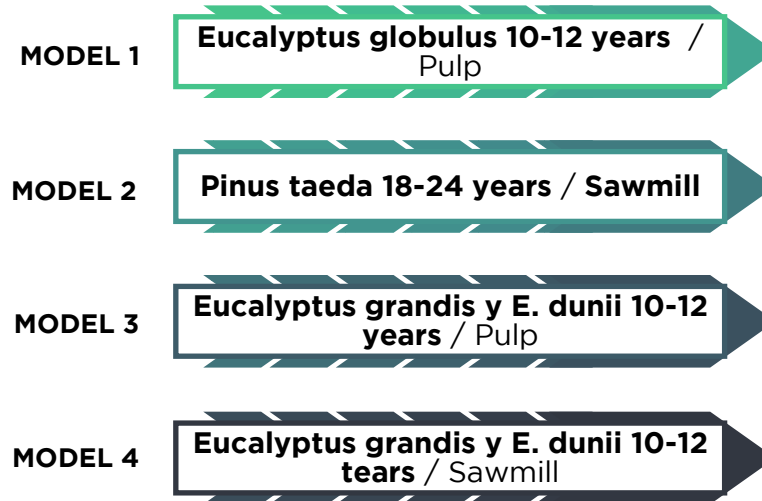 MODEL 1
Eucalyptus globulus 10-12 years /
Pulp
MODEL 2
Pinus taeda 18-24 years / Sawmill
MODEL 3
Eucalyptus grandis y E. dunii 10-12
years / Pulp
MODEL 4
Eucalyptus grandis y E. dunii 10-12
tears / Sawmill